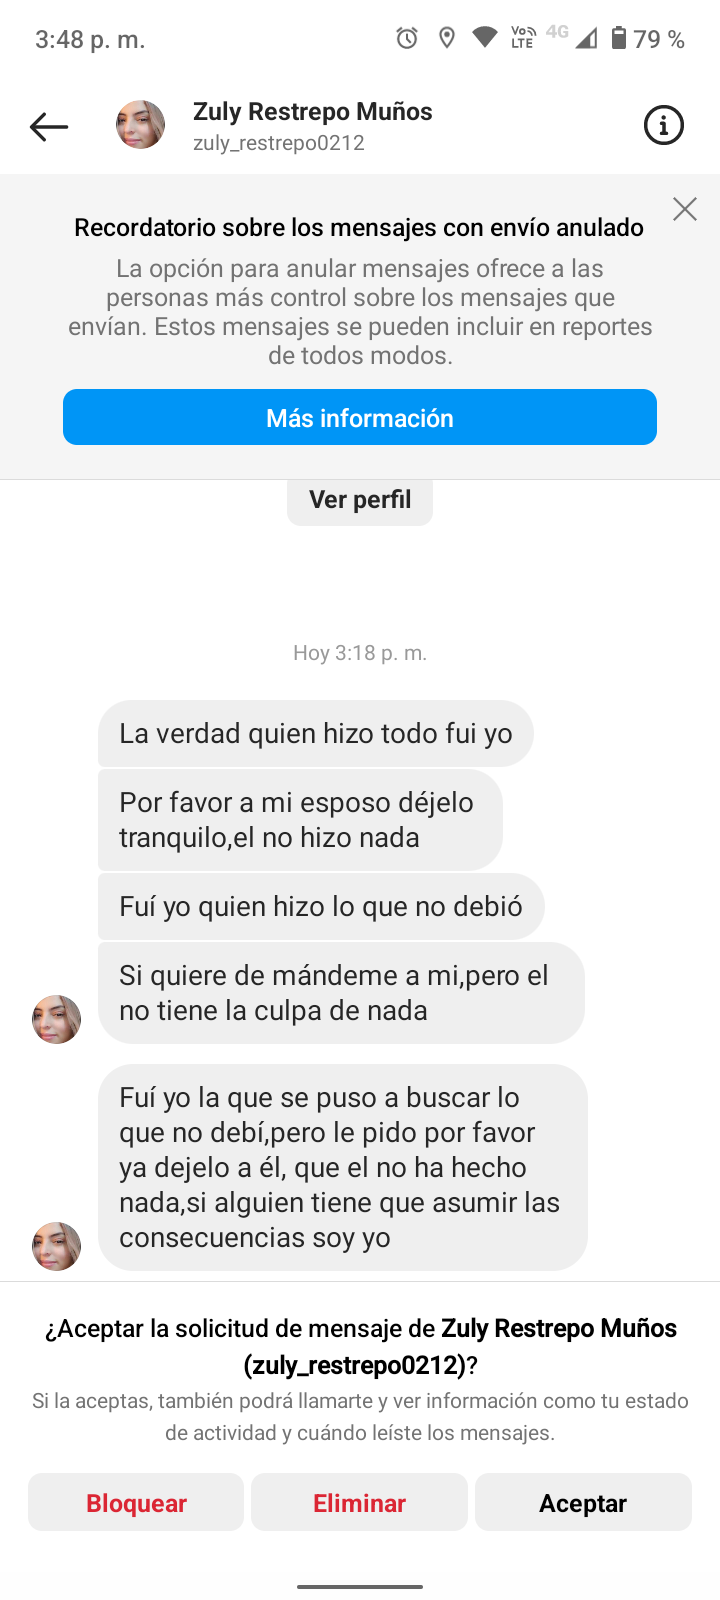 3:48 p. m.
Vo LTE 4G 79 %
Zuly Restrepo Muños
zuly_restrepo0212
Recordatorio sobre los mensajes con envío anulado
La opción para anular mensajes ofrece a las
personas más control sobre los mensajes que
envían. Estos mensajes se pueden incluir en reportes
de todos modos.
Más información
Ver perfil
Hoy 3:18 p. m.
La verdad quien hizo todo fui yo
Por favor a mi esposo déjelo
tranquilo,el no hizo nada
Fuí yo quien hizo lo que no debió
Si quiere de mándeme a mi,pero el
no tiene la culpa de nada
Fuí yo la que se puso a buscar lo
que no debí,pero le pido por favor
ya dejelo a él, que el no ha hecho
nada,si alguien tiene que asumir las
consecuencias soy yo
¿Aceptar la solicitud de mensaje de Zuly Restrepo Muños
(zuly_restrepo0212)?
Si la aceptas, también podrá llamarte y ver información como tu estado
de actividad y cuándo leíste los mensajes.
Bloquear
Eliminar
Aceptar